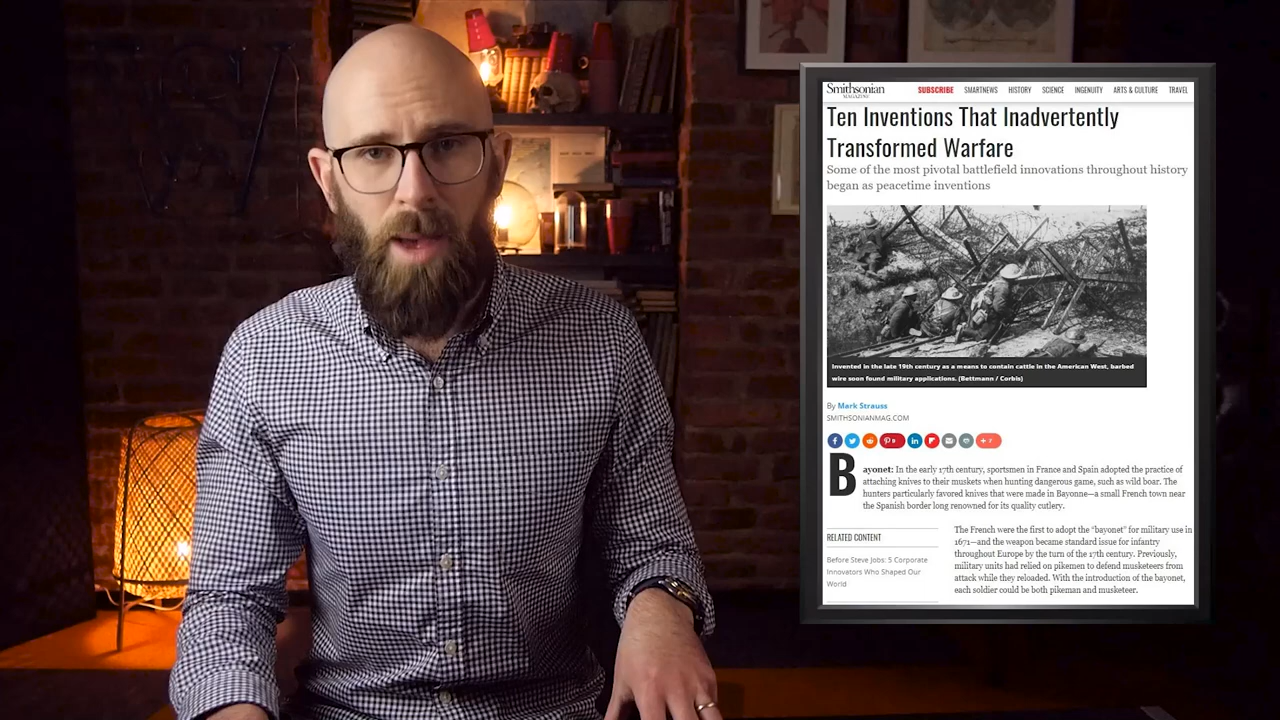 Smithsonian
MAGAZINE
SUBSCRIBE SMARTNEWS HISTORY SCIENCE INGENUITY ARTS & CULTURE TRAVEL
Ten Inventions That Inadvertently
Transformed Warfare
Some of the most pivotal battlefield innovations throughout history
began as peacetime inventions
Invented in the late 19th century as a means to contain cattle in the American West, barbed
wire soon found military applications. (Bettmann / Corbis)
By Mark Strauss
SMITHSONIANMAG.COM
Bayonet: In the early 17th century, sportsmen in France and Spain adopted the practice of
attaching knives to their muskets when hunting dangerous game, such as wild boar. The
hunters particularly favored knives that were made in Bayonne—a small French town near
the Spanish border long renowned for its quality cutlery.
RELATED CONTENT
Before Steve Jobs: 5 Corporate
Innovators Who Shaped Our
World
The French were the first to adopt the "bayonet" for military use in
1671—and the weapon became standard issue for infantry
throughout Europe by the turn of the 17th century. Previously,
military units had relied on pikemen to defend musketeers from
attack while they reloaded. With the introduction of the bayonet,
each soldier could be both pikeman and musketeer.